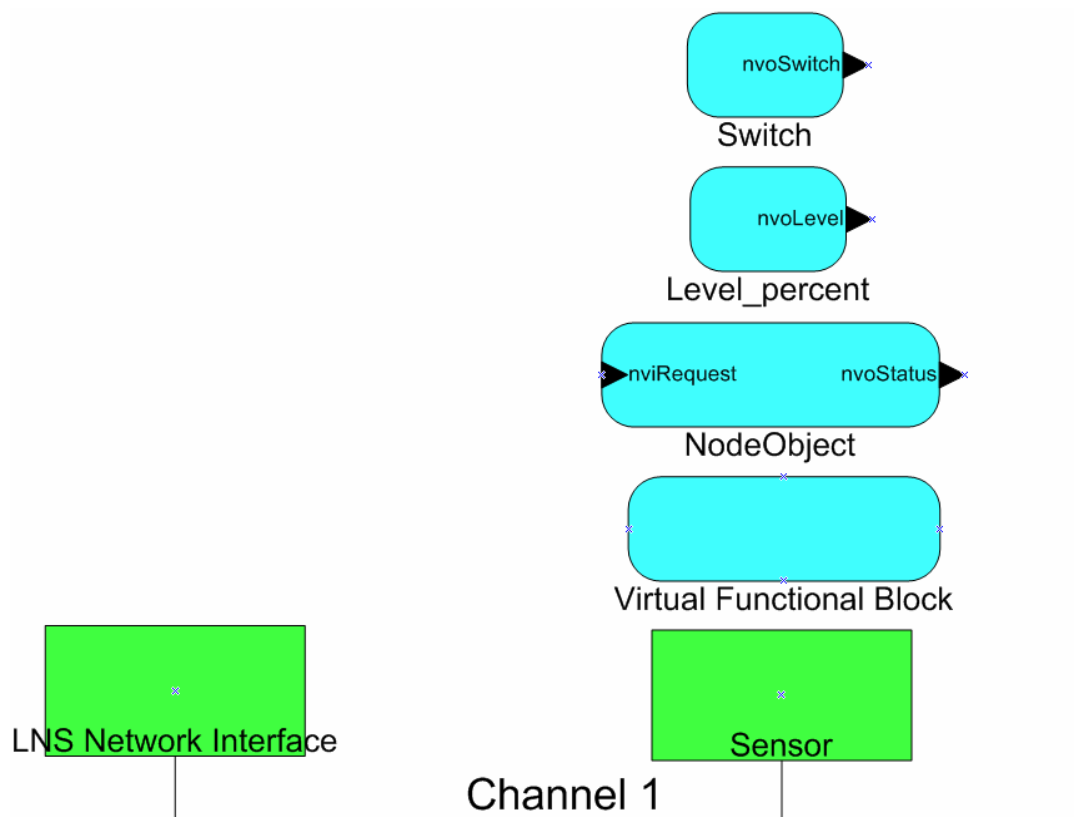 nvoSwitch
Switch
nvoLevel
Level_percent
nviRequest nvoStatus
NodeObject
Virtual Functional Block
LNS Network Interface
Sensor
Channel 1